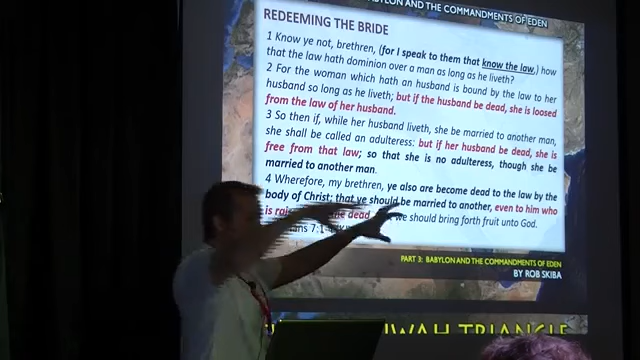 BABYLON AND THE COMMANDMENTS OF EDEN
REDEEMING THE BRIDE
1 Know ye not, brethren, (for I speak to them that know the law,) how
that the law hath dominion over a man as long as he liveth?
2 For the woman which hath an husband is bound by the law to her
husband so long as he liveth; but if the husband be dead, she is loosed
from the law of her husband.
3 So then if, while her husband liveth, she be married to another man,
she shall be called an adulteress: but if her husband be dead, she is
free from that law; so that she is no adulteress, though she be
married to another man.
4 Wherefore, my brethren, ye also are become dead to the law by the
body of Christ; that ye should be married to another, even to him who
is the dead we should bring forth fruit unto God.
7:1-4
PART 3: BABYLON AND THE COMMANDMENTS OF EDEN
BY ROB SKIBA
TRIANGLE